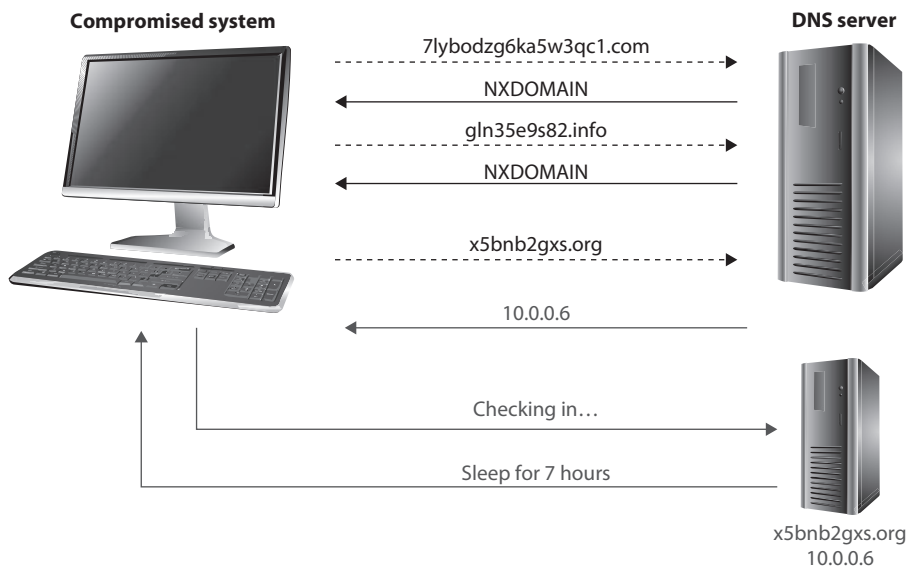 Compromised system
DNS server
7lybodzg6ka5w3qc1.com
NXDOMAIN
gln35e9s82.info
NXDOMAIN
x5bnb2gxs.org
10.0.0.6
Checking in…
Sleep for 7 hours
x5bnb2gxs.org
10.0.0.6